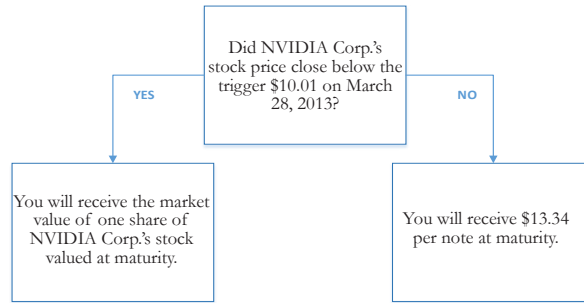 Did NVIDIA Corp.'s
stock price close below the
trigger $10.01 on March
28, 2013?
YES
NO
You will receive the market
value of one share of
NVIDIA Corp.'s stock
valued at maturity.
You will receive $13.34
per note at maturity.